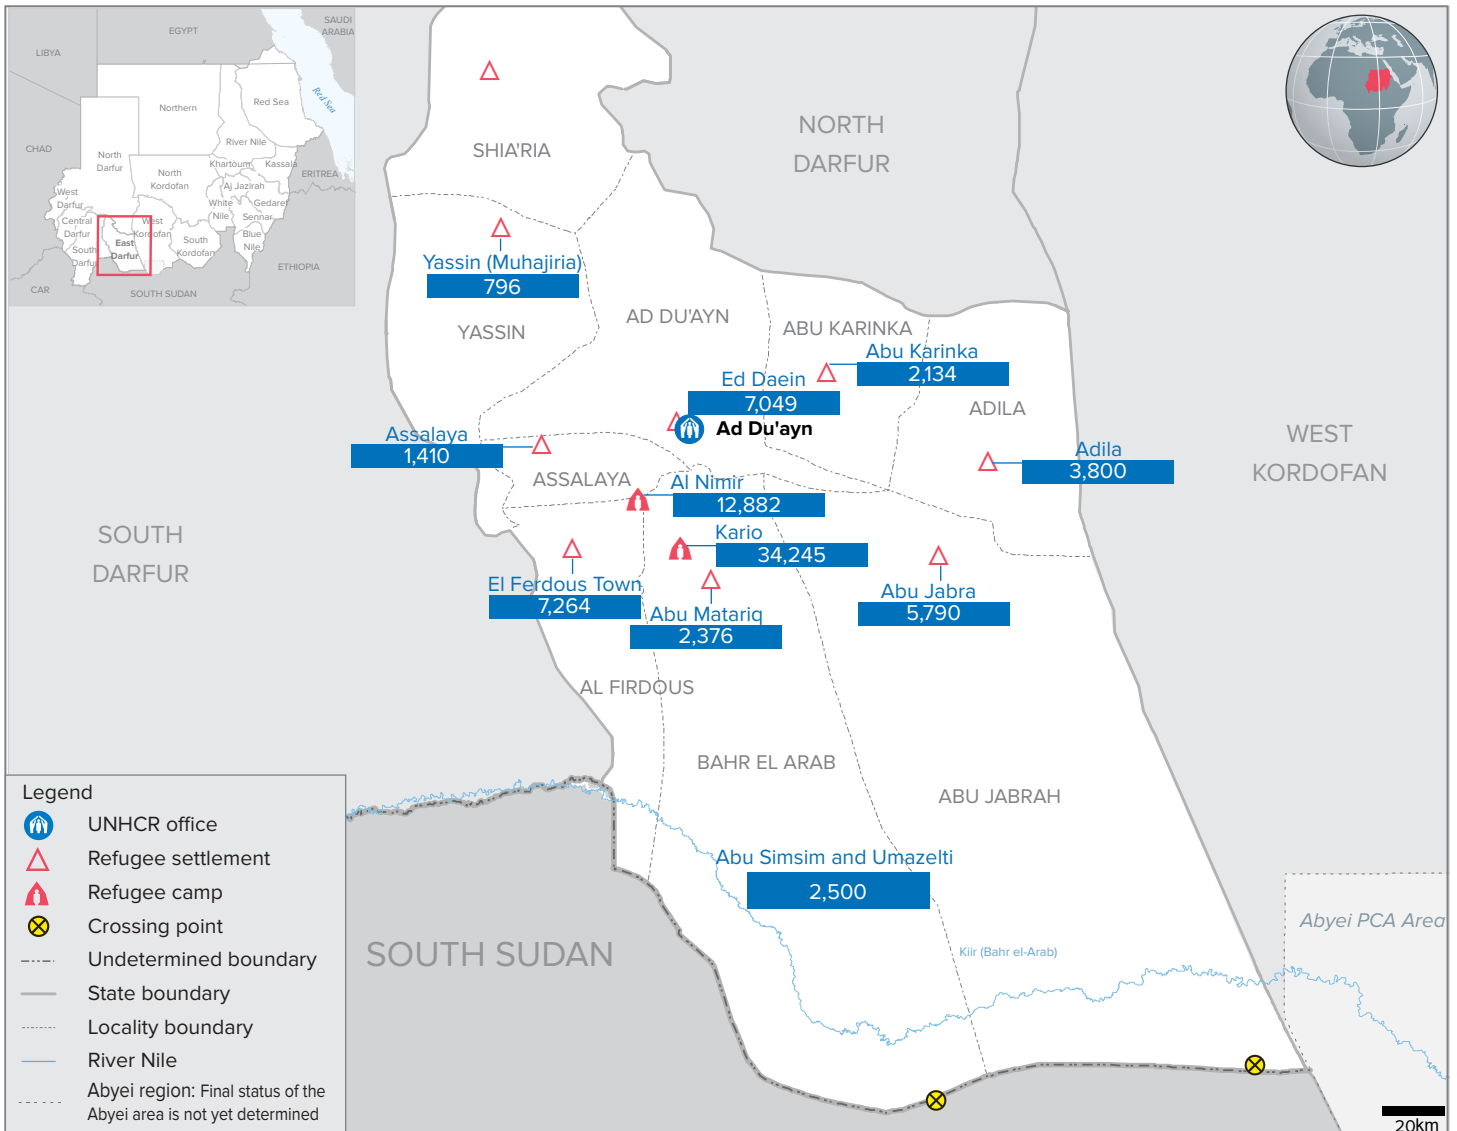 EGYPT
SAUDI
ARABIA
LIBYA
Red Sea
Northern
Red Sea
CHAD
North
Darfur
River Nile
Khartoum
Kassala
ERITREA
North
Kordofan
Aj Jazirah
West
Darfur
White
Nile
Gedaref
Sennar
Central
Darfur
West
Kordofan
South
Kordofan
Blue
Nile
East
Darfur
South
Darfur
ETHIOPIA
CAR
SOUTH SUDAN
NORTH
DARFUR
SHIA'RIA
Yassin (Muhajiria)
796
YASSIN
AD DU'AYN
ABU KARINKA
Abu Karinka
2,134
Ed Daein
7,049
Ad Du'ayn
ADILA
Assalaya
1,410
Adila
3,800
WEST
KORDOFAN
ASSALAYA
Al Nimir
12,882
SOUTH
DARFUR
Kario
34,245
El Ferdous Town
7,264
Abu Matariq
2,376
Abu Jabra
5,790
AL FIRDOUS
BAHR EL ARAB
ABU JABRAH
Abu Simsim and Umazelti
2,500
SOUTH SUDAN
Kiir (Bahr el-Arab)
Abyei PCA Area
Legend
UNHCR office
Refugee settlement
Refugee camp
Crossing point
Undetermined boundary
State boundary
Locality boundary
River Nile
Abyei region: Final status of the
Abyei area is not yet determined
20km